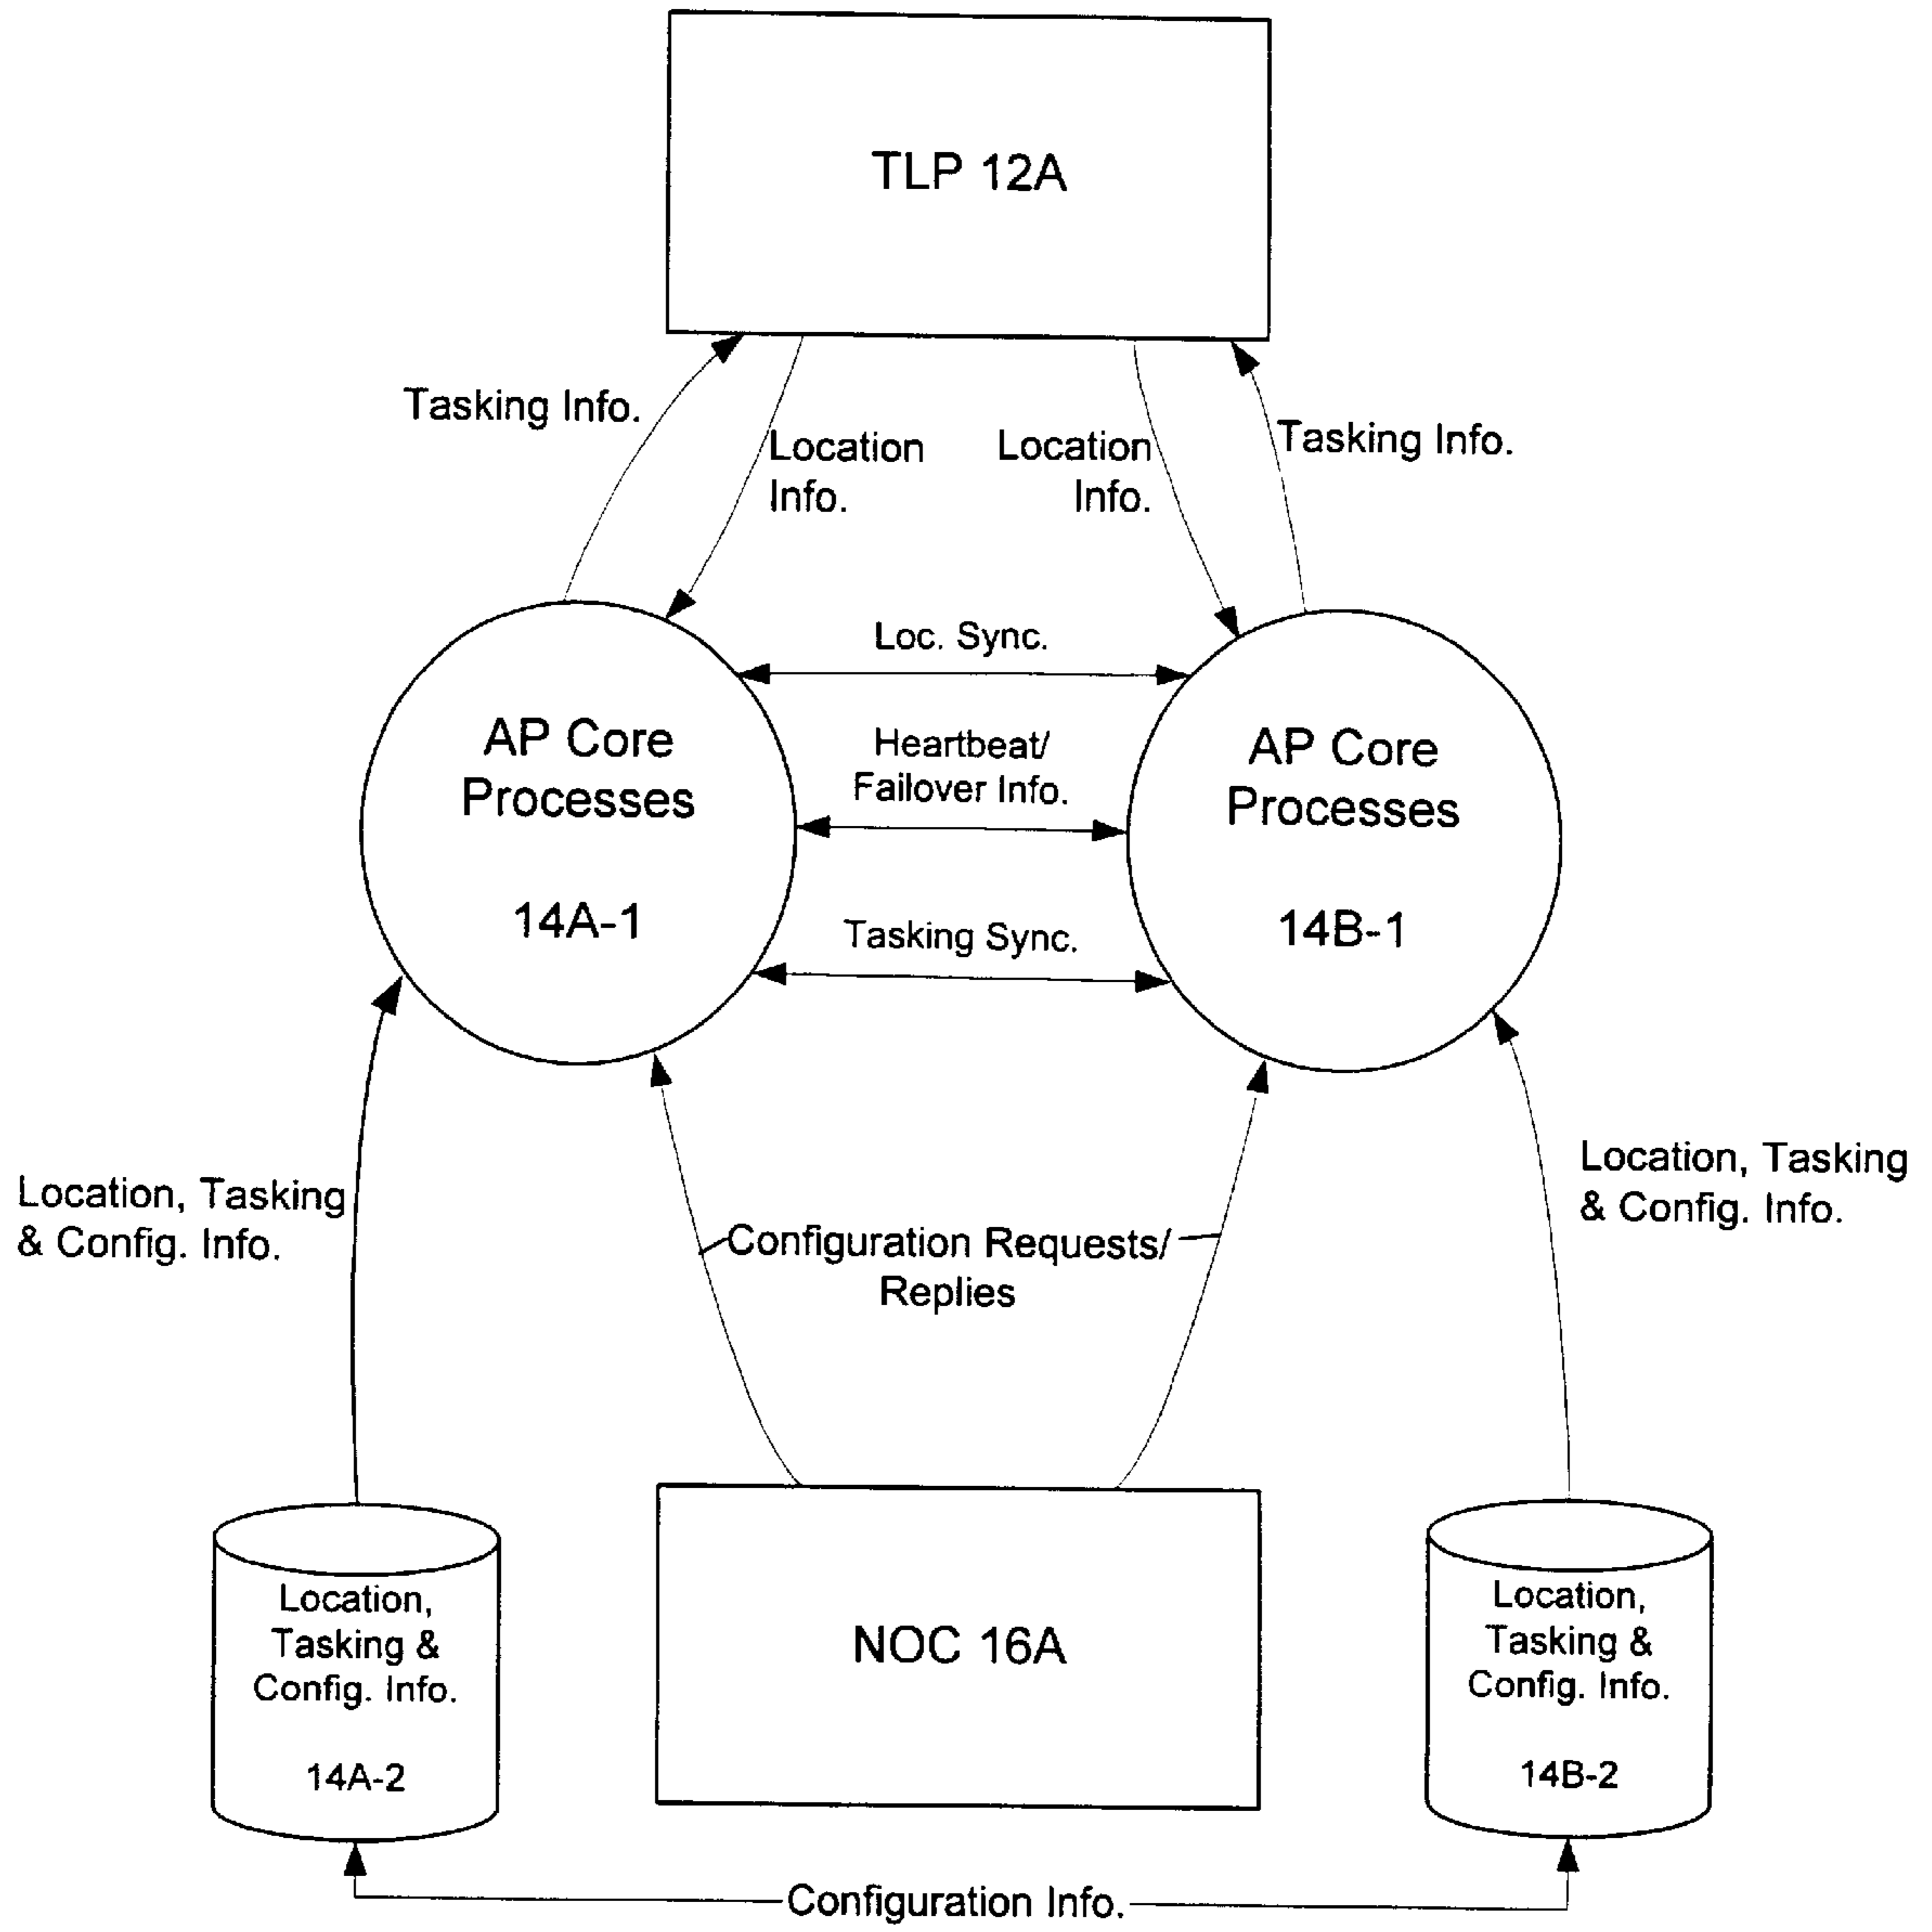 TLP 12A
Tasking Info.
Location
Info.
Location
Info.
Tasking Info.
Loc. Sync.
AP Core
Processes
14A-1
Heartbeat/
Failover Info.
AP Core
Processes
14B-1
Tasking Sync.
Location, Tasking
& Config. Info.
Configuration Requests/
Replies
Location, Tasking
& Config. Info.
Location,
Tasking &
Config. Info.
14A-2
NOC 16A
Location,
Tasking &
Config. Info.
14B-2
Configuration Info.